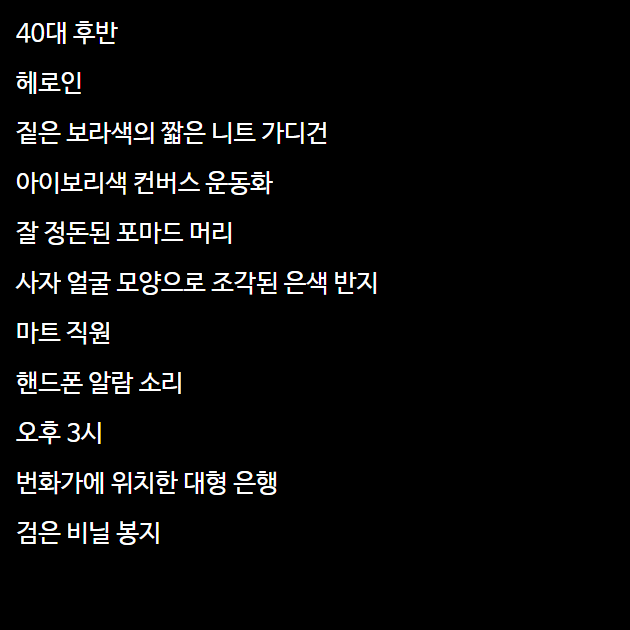 40대 후반
헤로인
짙은 보라색의 짧은 니트 가디건
아이보리색 컨버스 운동화
잘 정돈된 포마드 머리
사자 얼굴 모양으로 조각된 은색 반지
마트 직원
핸드폰 알람 소리
오후 3시
번화가에 위치한 대형 은행
검은 비닐 봉지